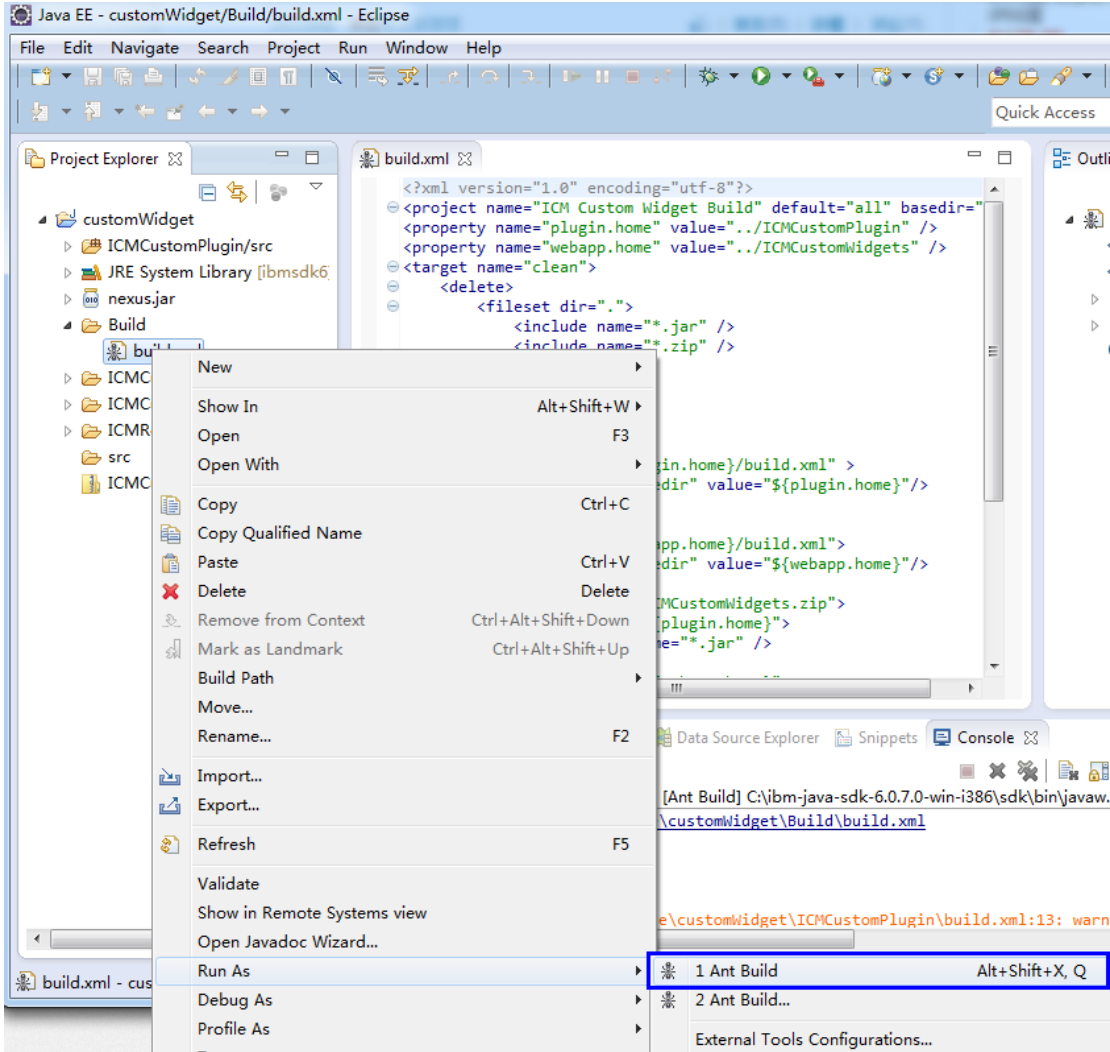 Java EE - customWidget/Build/build.xml - Eclipse
File Edit Navigate Search Project Run Window Help
Quick Access
Project Explorer
build.xml
Outli
customWidget
ICMCustomPlugin/src
JRE System Library [ibmsdk6]
nexus.jar
Build
ICMC
ICMC
ICMR
src
ICMC
<?xml version="1.0" encoding="utf-8"?>
<project name="ICM Custom Widget Build" default="all" basedir="
<property name="plugin.home" value="../ICMCustomPlugin" />
<property name="webapp.home" value="../ICMCustomWidgets" />
<target name="clean">
<delete>
<fileset dir=".">
<include name="*.jar" />
<include name="*.zip" />
gin.home}/build.xml" >
edir" value="${plugin.home}"/>
app.home}/build.xml">
edir" value="${webapp.home}"/>
ICMCustomWidgets.zip">
{plugin.home}">
me="*.jar" />
New
Show In Alt+Shift+W
Open F3
Open With
Copy Ctrl+C
Copy Qualified Name
Paste Ctrl+V
Delete Delete
Remove from Context Ctrl+Alt+Shift+Down
Mark as Landmark Ctrl+Alt+Shift+Up
Build Path
Move...
Rename... F2
Import...
Export...
Refresh F5
Validate
Show in Remote Systems view
Open Javadoc Wizard...
Run As
Debug As
Profile As
Data Source Explorer Snippets Console
[Ant Build] C:\ibm-java-sdk-6.0.7.0-win-i386\sdk\bin\javaw.
\customWidget\Build\build.xml
e\customWidget\ICMCustomPlugin\build.xml:13: warn
1 Ant Build Alt+Shift+X, Q
2 Ant Build...
External Tools Configurations...
build.xml - cus